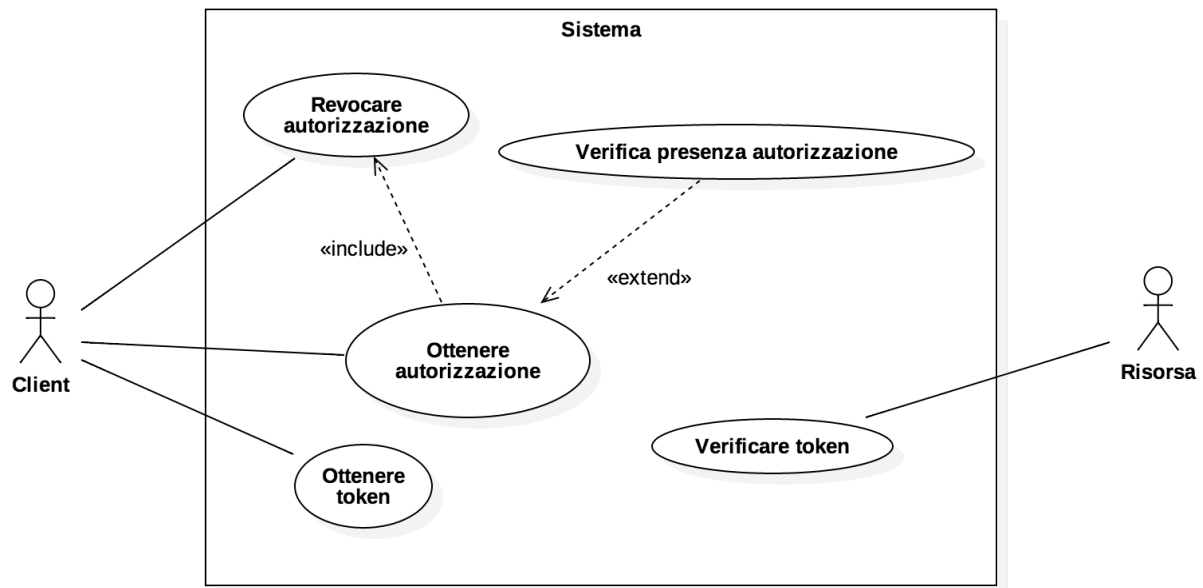 Sistema
Revocare
autorizzazione
Verifica presenza autorizzazione
«include»
«extend»
Ottenere
autorizzazione
Client
Risorsa
Verificare token
Ottenere
token